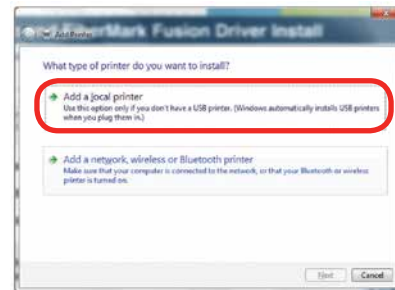 FiberMark Fusion Driver Install
Add Printer
What type of printer do you want to install?
Add a local printer
Use this option only if you don't have a USB printer. (Windows automatically installs USB printers
when you plug them in.)
Add a network, wireless or Bluetooth printer
Make sure that your computer is connected to the network, or that your Bluetooth or wireless
printer is turned on.
Next
Cancel